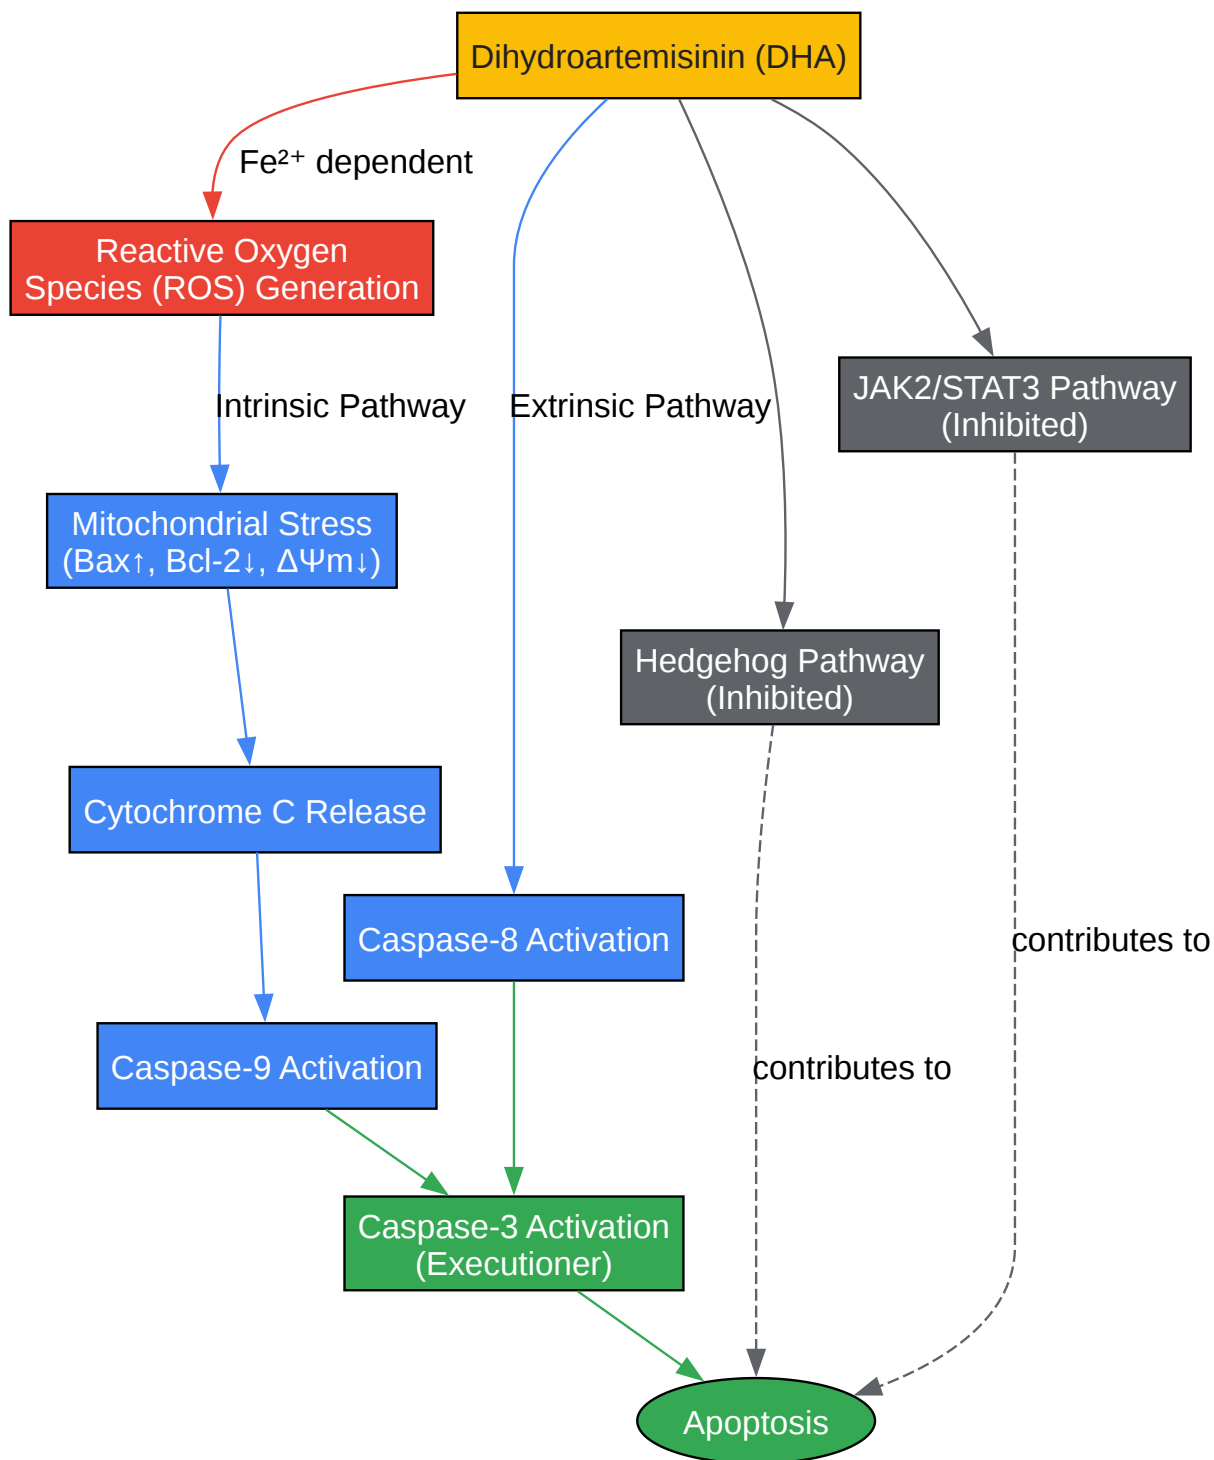 Dihydroartemisinin (DHA)
Fe²⁺ dependent
Reactive Oxygen
Species (ROS) Generation
Intrinsic Pathway
Extrinsic Pathway
JAK2/STAT3 Pathway
(Inhibited)
Mitochondrial Stress
(Bax↑, Bcl-2↓, ΔΨm↓)
Hedgehog Pathway
(Inhibited)
Cytochrome C Release
Caspase-8 Activation
contributes to
Caspase-9 Activation
contributes to
Caspase-3 Activation
(Executioner)
Apoptosis